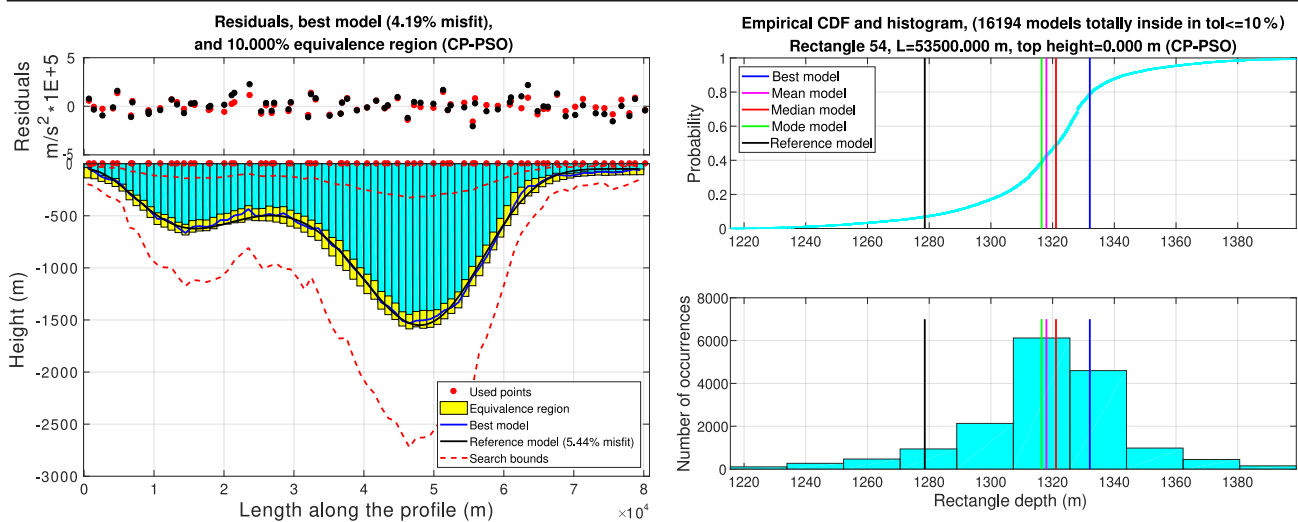 Residuals, best model (4.19% misfit),
and 10.000% equivalence region (CP-PSO)
Residuals
m/s² *1E+5
5
0
-5
Height (m)
0
-500
-1000
-1500
-2000
-2500
-3000
Used points
Equivalence region
Best model
Reference model (5.44% misfit)
Search bounds
0 1 2 3 4 5 6 7 8
Length along the profile (m)
×10⁴
Empirical CDF and histogram, (16194 models totally inside in tol<=10%)
Rectangle 54, L=53500.000 m, top height=0.000 m (CP-PSO)
Probability
1
0.8
0.6
0.4
0.2
0
Best model
Mean model
Median model
Mode model
Reference model
1220 1240 1260 1280 1300 1320 1340 1360 1380
Number of occurrences
8000
6000
4000
2000
0
1220 1240 1260 1280 1300 1320 1340 1360 1380
Rectangle depth (m)